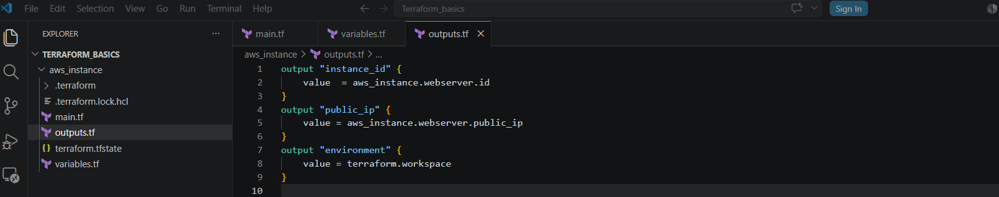 File Edit Selection View Go Run Terminal Help
Terraform_basics
Sign In
EXPLORER ...
TERRAFORM_BASICS
aws_instance
.terraform
.terraform.lock.hcl
main.tf
outputs.tf
{} terraform.tfstate
variables.tf
main.tf variables.tf outputs.tf
aws_instance > outputs.tf > ...
1 output "instance_id" {
2     value  = aws_instance.webserver.id
3 }
4 output "public_ip" {
5     value = aws_instance.webserver.public_ip
6 }
7 output "environment" {
8     value = terraform.workspace
9 }
10